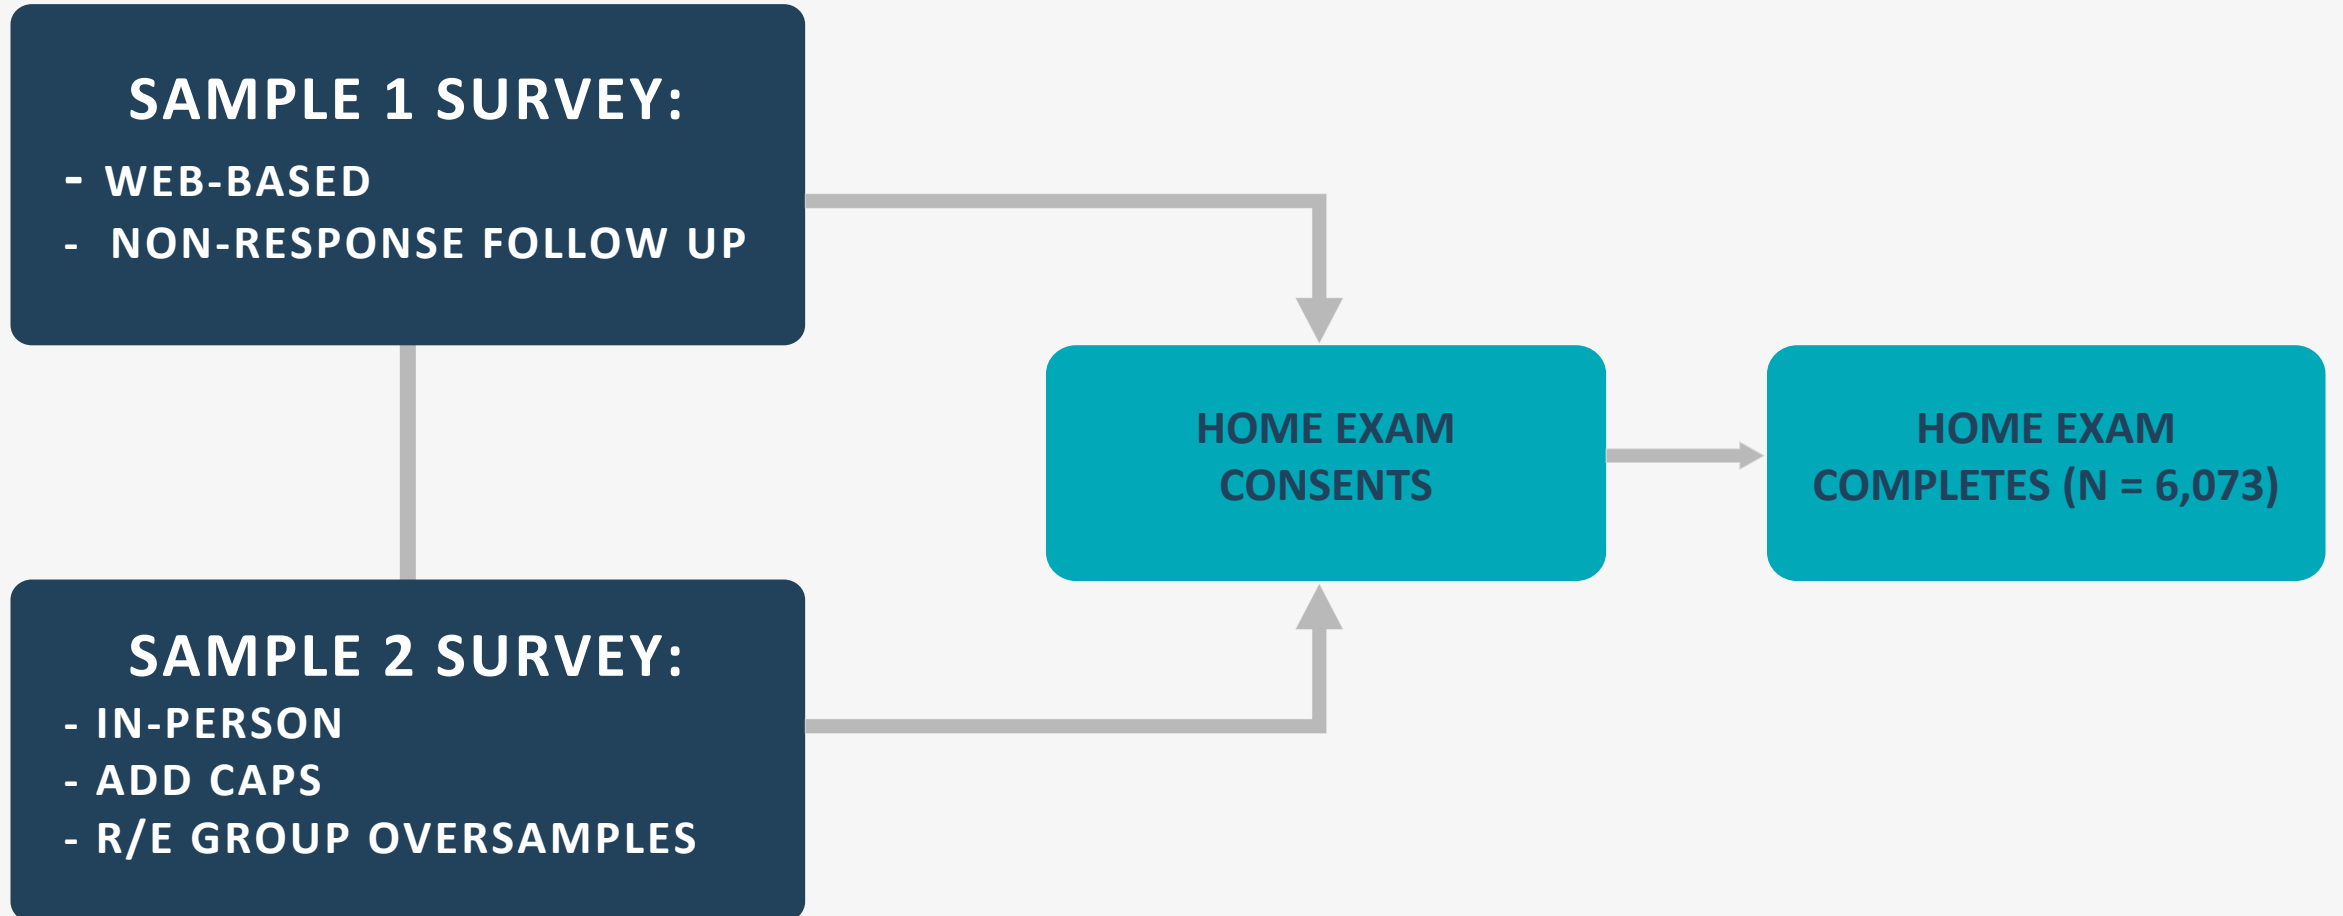 SAMPLE 1 SURVEY:
- WEB-BASED
- NON-RESPONSE FOLLOW UP
HOME EXAM
CONSENTS
HOME EXAM
COMPLETES (N = 6,073)
SAMPLE 2 SURVEY:
- IN-PERSON
- ADD CAPS
- R/E GROUP OVERSAMPLES